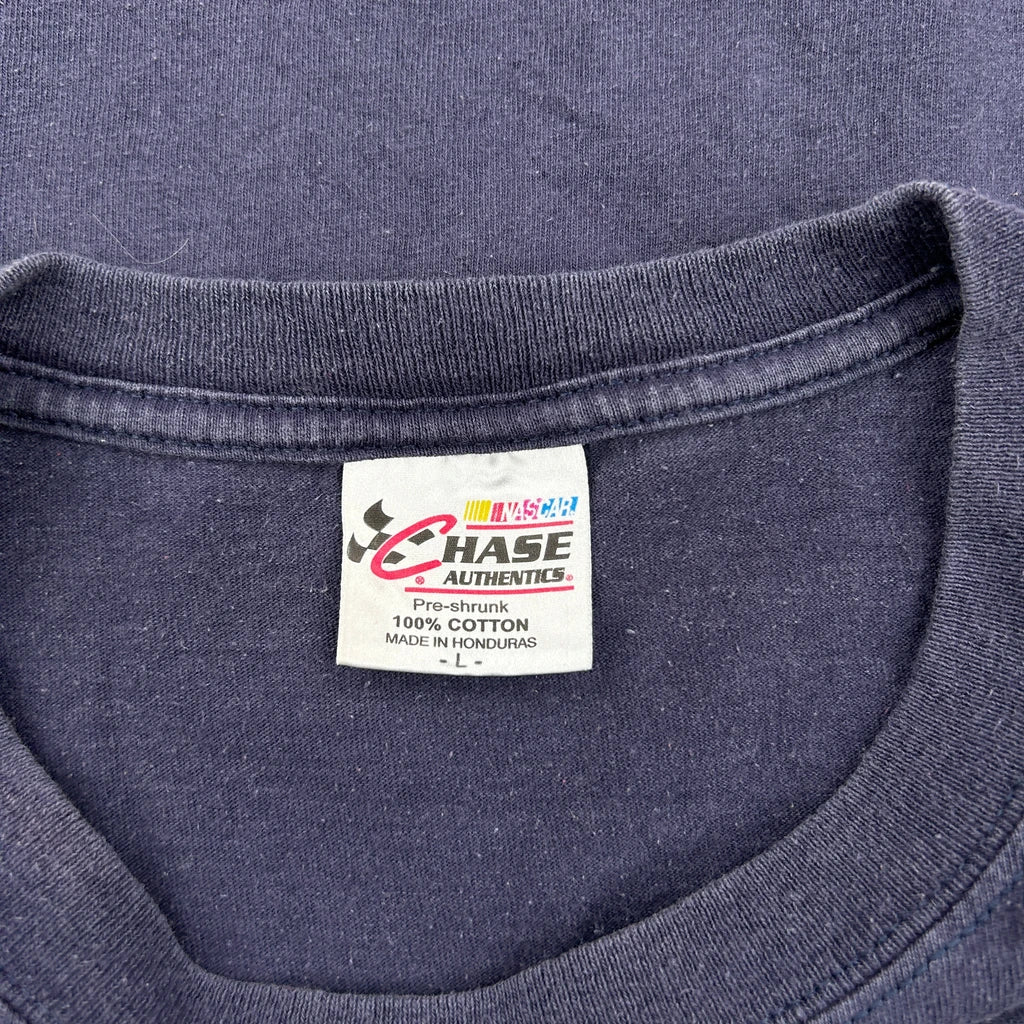 NASCAR
CHASE
AUTHENTICS
Pre-shrunk
100% COTTON
MADE IN HONDURAS
- L -